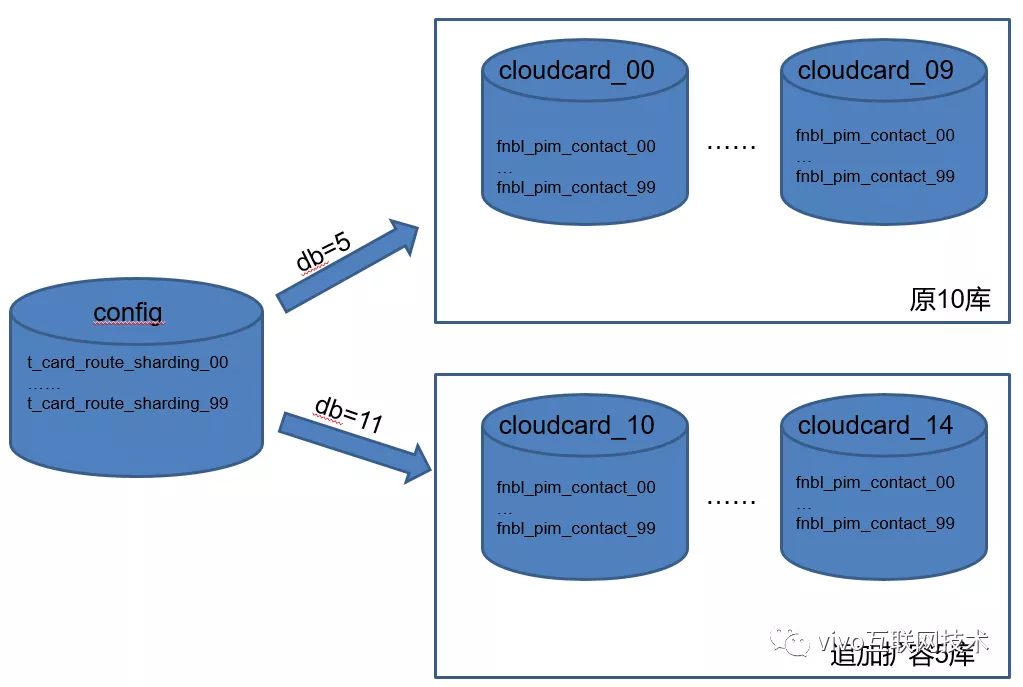 cloudcard_00
fnbl_pim_contact_00
...
fnbl_pim_contact_99
……
cloudcard_09
fnbl_pim_contact_00
...
fnbl_pim_contact_99
原10库
db=5
config
t_card_route_sharding_00
……
t_card_route_sharding_99
db=11
cloudcard_10
fnbl_pim_contact_00
...
fnbl_pim_contact_99
……
cloudcard_14
fnbl_pim_contact_00
...
fnbl_pim_contact_99
vivo互联网技术
追加扩容5库